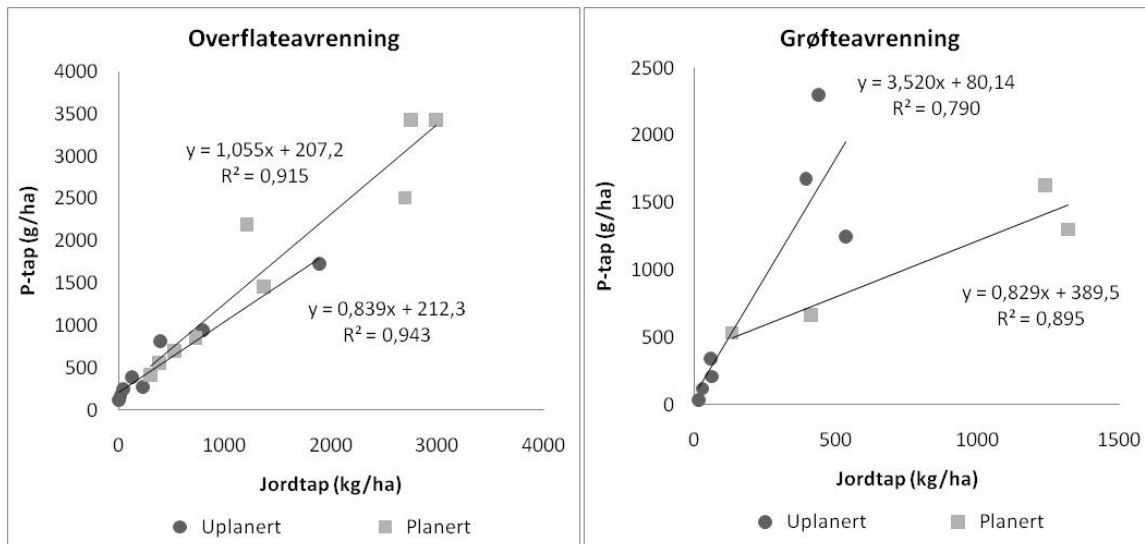 Overflateavrenning
4000
3500
3000
2500
2000
1500
1000
500
0
P-tap (g/ha)
y = 1,055x + 207,2
R² = 0,915
y = 0,839x + 212,3
R² = 0,943
0 1000 2000 3000 4000
Jordtap (kg/ha)
Uplanert Planert
Grøfteavrenning
2500
2000
1500
1000
500
0
P-tap (g/ha)
y = 3,520x + 80,14
R² = 0,790
y = 0,829x + 389,5
R² = 0,895
0 500 1000 1500
Jordtap (kg/ha)
Uplanert Planert